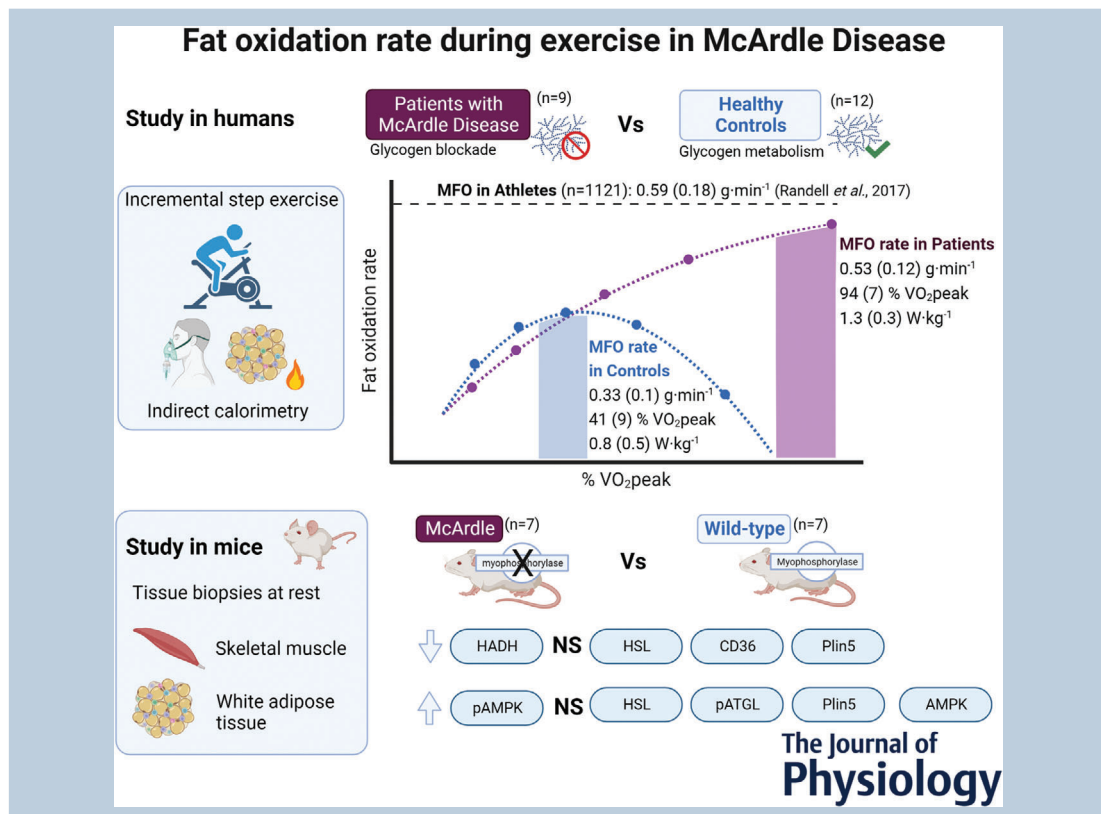 Fat oxidation rate during exercise in McArdle Disease
Study in humans
Patients with
McArdle Disease
(n=9)
Glycogen blockade
Vs
Healthy
Controls
(n=12)
Glycogen metabolism
Incremental step exercise
Indirect calorimetry
MFO in Athletes (n=1121): 0.59 (0.18) g·min⁻¹ (Randell et al., 2017)
Fat oxidation rate
MFO rate in Patients
0.53 (0.12) g·min⁻¹
94 (7) % VO₂peak
1.3 (0.3) W·kg⁻¹
MFO rate
in Controls
0.33 (0.1) g·min⁻¹
41 (9) % VO₂peak
0.8 (0.5) W·kg⁻¹
% VO₂peak
Study in mice
Tissue biopsies at rest
Skeletal muscle
White adipose
tissue
McArdle (n=7)
myophosphorylase
X
Vs
Wild-type (n=7)
Myophosphorylase
HADH NS HSL CD36 Plin5
pAMPK NS HSL pATGL Plin5 AMPK
The Journal of
Physiology